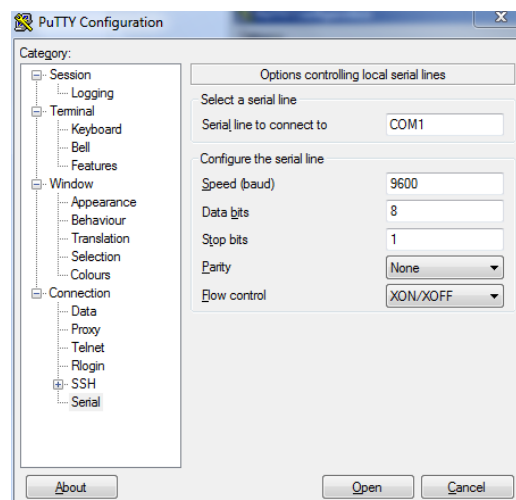 PuTTY Configuration
Category:
Session
Logging
Terminal
Keyboard
Bell
Features
Window
Appearance
Behaviour
Translation
Selection
Colours
Connection
Data
Proxy
Telnet
Rlogin
SSH
Serial
Options controlling local serial lines
Select a serial line
Serial line to connect to COM1
Configure the serial line
Speed (baud) 9600
Data bits 8
Stop bits 1
Parity None
Flow control XON/XOFF
About Open Cancel